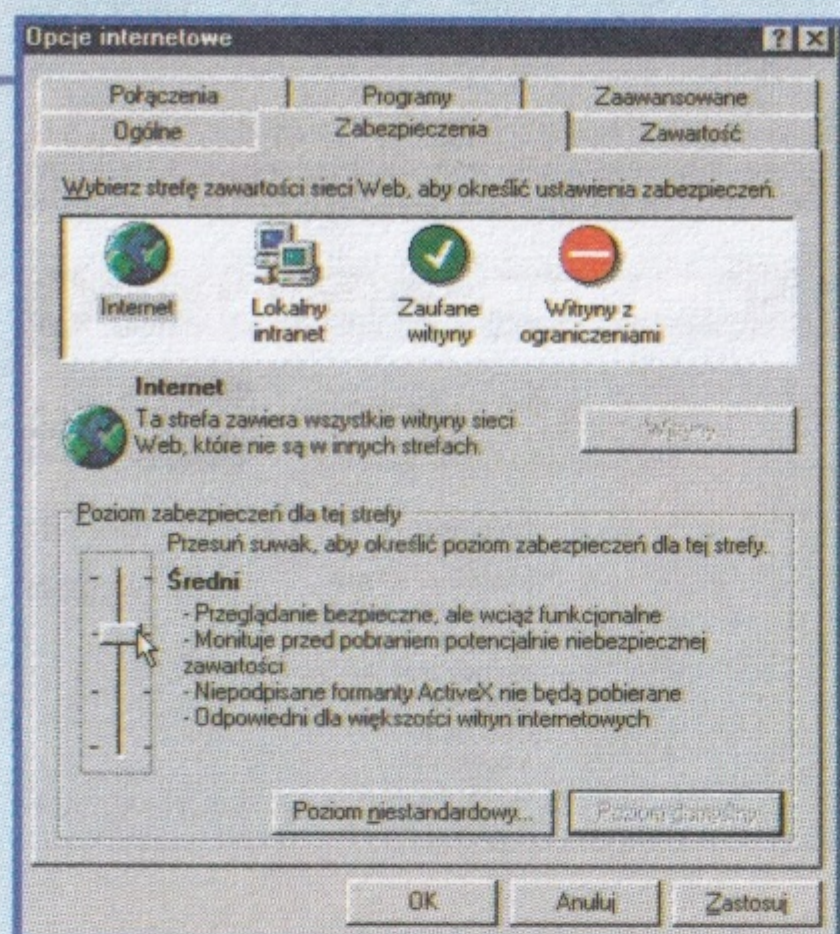 Opcje internetowe
Połączenia Programy Zaawansowane
Ogólne Zabezpieczenia Zawartość
Wybierz strefę zawartości sieci Web, aby określić ustawienia zabezpieczeń.
Internet Lokalny intranet Zaufane witryny Witryny z ograniczeniami
Internet
Ta strefa zawiera wszystkie witryny sieci
Web, które nie są w innych strefach.
Witryny...
Poziom zabezpieczeń dla tej strefy
Przesuń suwak, aby określić poziom zabezpieczeń dla tej strefy.
Średni
- Przeglądanie bezpieczne, ale wciąż funkcjonalne
- Monituje przed pobraniem potencjalnie niebezpiecznej
zawartości
- Niepodpisane formanty ActiveX nie będą pobierane
- Odpowiedni dla większości witryn internetowych
Poziom niestandardowy... Poziom domyślny
OK Anuluj Zastosuj